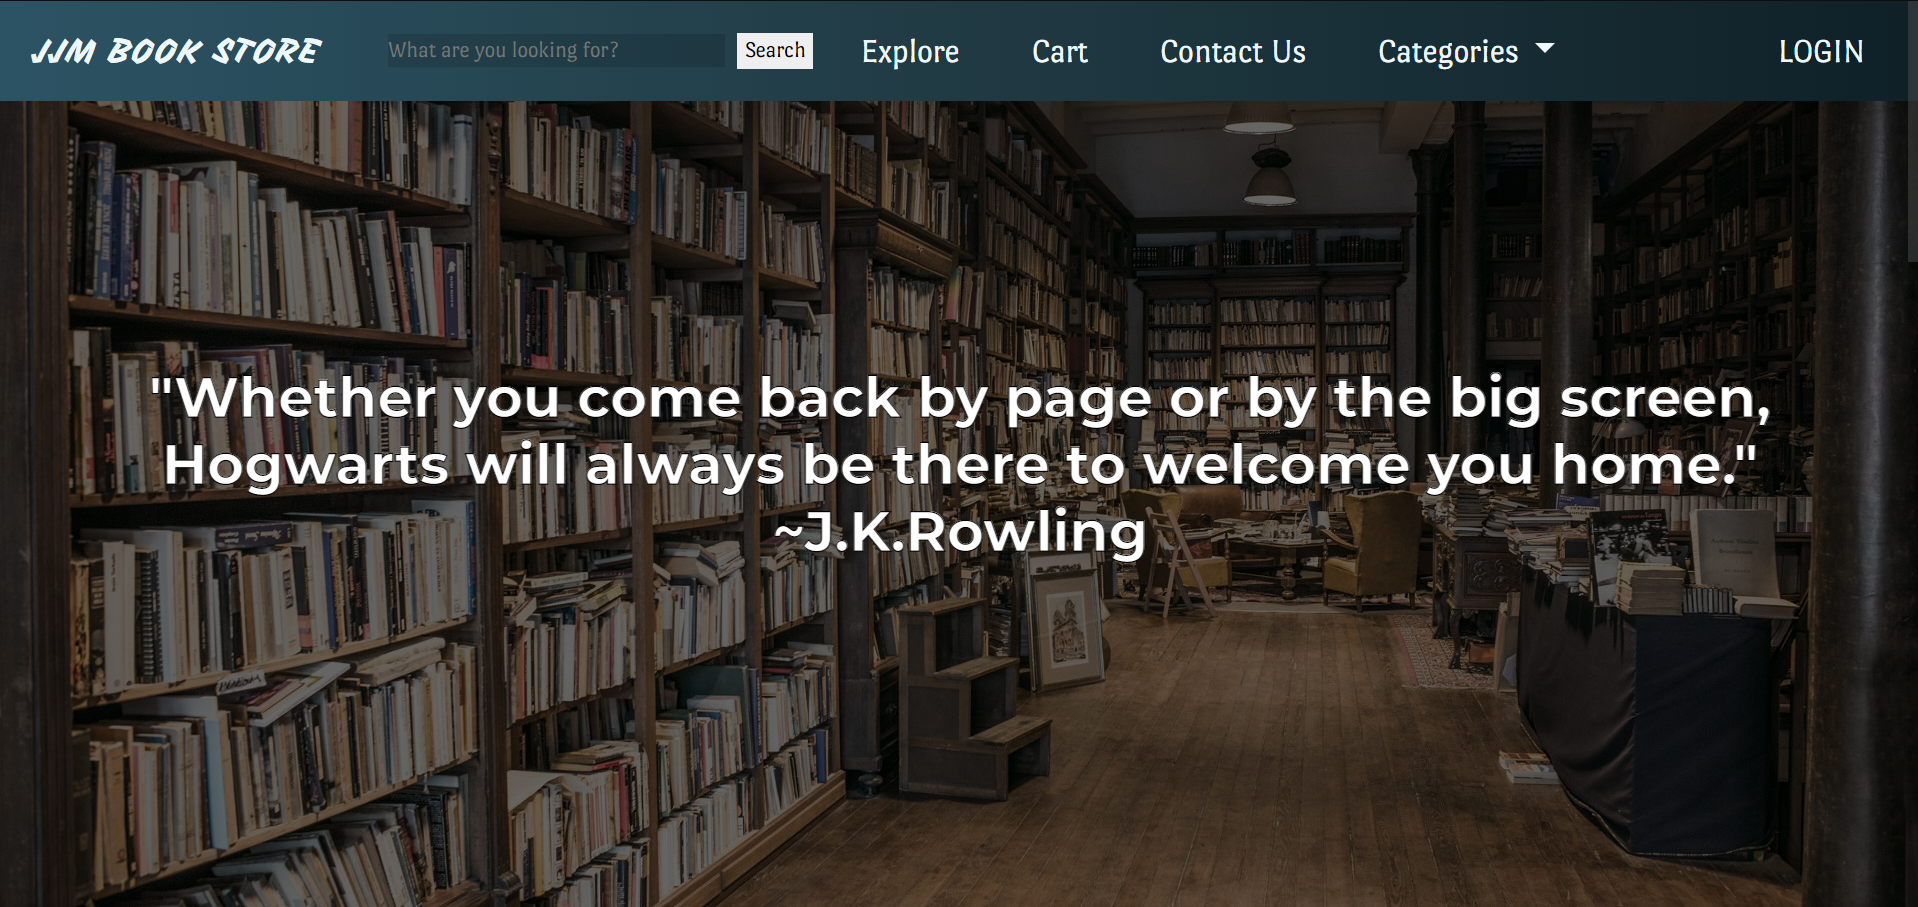 JJM BOOK STORE
What are you looking for?
Search
Explore
Cart
Contact Us
Categories
LOGIN
"Whether you come back by page or by the big screen,
Hogwarts will always be there to welcome you home."
~J.K.Rowling